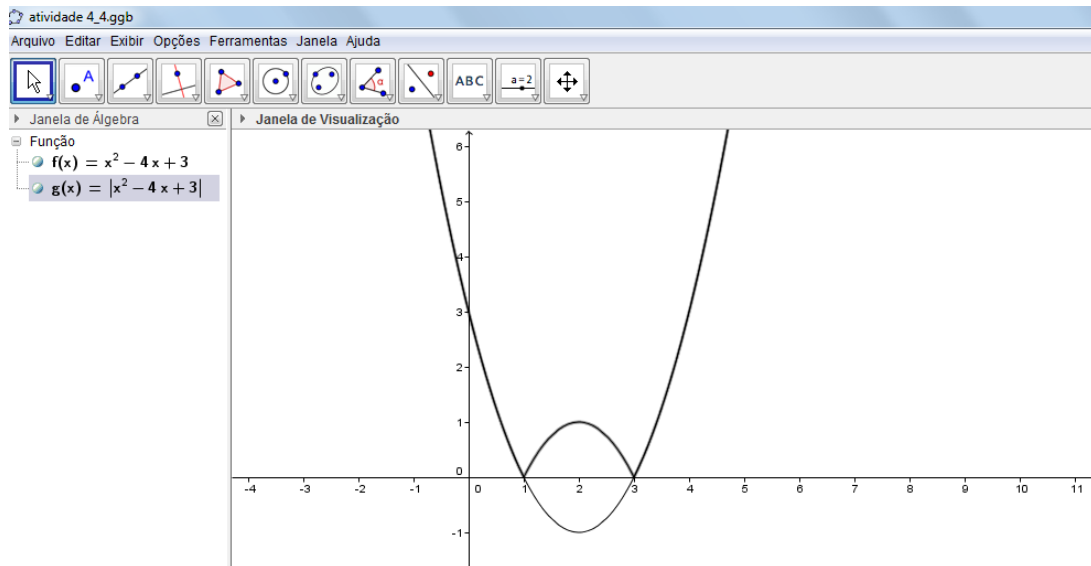 atividade 4_4.ggb
Arquivo Editar Exibir Opções Ferramentas Janela Ajuda
A
α
ABC
a=2
Janela de Álgebra
Janela de Visualização
Função
f(x) = x² − 4 x + 3
g(x) = |x² − 4 x + 3|
6
5
4
3
2
1
0
-1
-4 -3 -2 -1 0 1 2 3 4 5 6 7 8 9 10 11